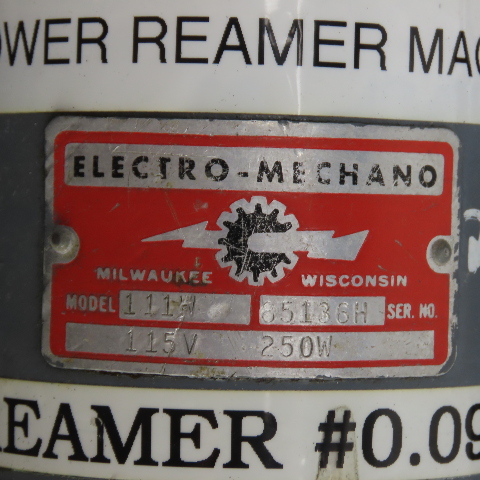 OWER REAMER MAC
ELECTRO-MECHANO
MILWAUKEE WISCONSIN
MODEL 111W 65136H SER. NO.
115V 250W
REAMER #0.09